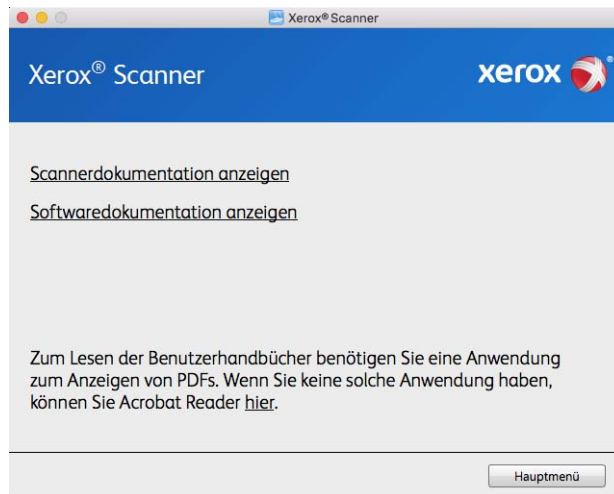 Xerox® Scanner
Xerox® Scanner
xerox ®
Scannerdokumentation anzeigen
Softwaredokumentation anzeigen
Zum Lesen der Benutzerhandbücher benötigen Sie eine Anwendung
zum Anzeigen von PDFs. Wenn Sie keine solche Anwendung haben,
können Sie Acrobat Reader hier.
Hauptmenü